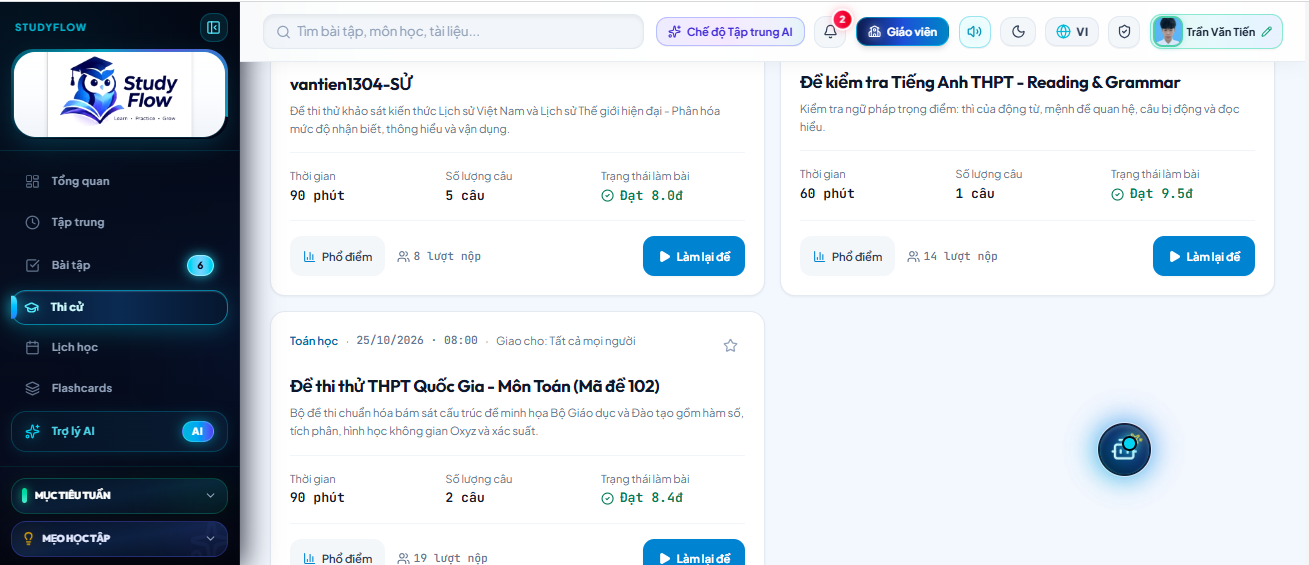 STUDYFLOW
Study
Flow
Learn • Practice • Grow
Tổng quan
Tập trung
Bài tập
6
Thi cử
Lịch học
Flashcards
Trợ lý AI
AI
MỤC TIÊU TUẦN
MẸO HỌC TẬP
Tìm bài tập, môn học, tài liệu...
Chế độ Tập trung AI
2
Giáo viên
VI
Trần Văn Tiến
vantien1304-SỬ
Đề thi thử khảo sát kiến thức Lịch sử Việt Nam và Lịch sử Thế giới hiện đại - Phân hóa
mức độ nhận biết, thông hiểu và vận dụng.
Thời gian
Số lượng câu
Trạng thái làm bài
90 phút
5 câu
Đạt 8.0đ
Phổ điểm
8 lượt nộp
Làm lại đề
Đề kiểm tra Tiếng Anh THPT - Reading & Grammar
Kiểm tra ngữ pháp trọng điểm: thì của động từ, mệnh đề quan hệ, câu bị động và đọc
hiểu.
Thời gian
Số lượng câu
Trạng thái làm bài
60 phút
1 câu
Đạt 9.5đ
Phổ điểm
14 lượt nộp
Làm lại đề
Toán học · 25/10/2026 · 08:00 · Giao cho: Tất cả mọi người
Đề thi thử THPT Quốc Gia - Môn Toán (Mã đề 102)
Bộ đề thi chuẩn hóa bám sát cấu trúc đề minh họa Bộ Giáo dục và Đào tạo gồm hàm số,
tích phân, hình học không gian Oxyz và xác suất.
Thời gian
Số lượng câu
Trạng thái làm bài
90 phút
2 câu
Đạt 8.4đ
Phổ điểm
19 lượt nộp
Làm lại đề